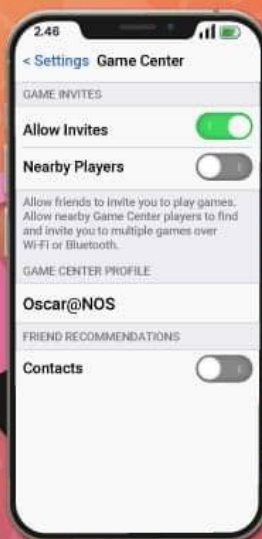 2.46
< Settings Game Center
GAME INVITES
Allow Invites
Nearby Players
Allow friends to invite you to play games.
Allow nearby Game Center players to find
and invite you to multiple games over
Wi-Fi or Bluetooth.
GAME CENTER PROFILE
Oscar@NOS
FRIEND RECOMMENDATIONS
Contacts